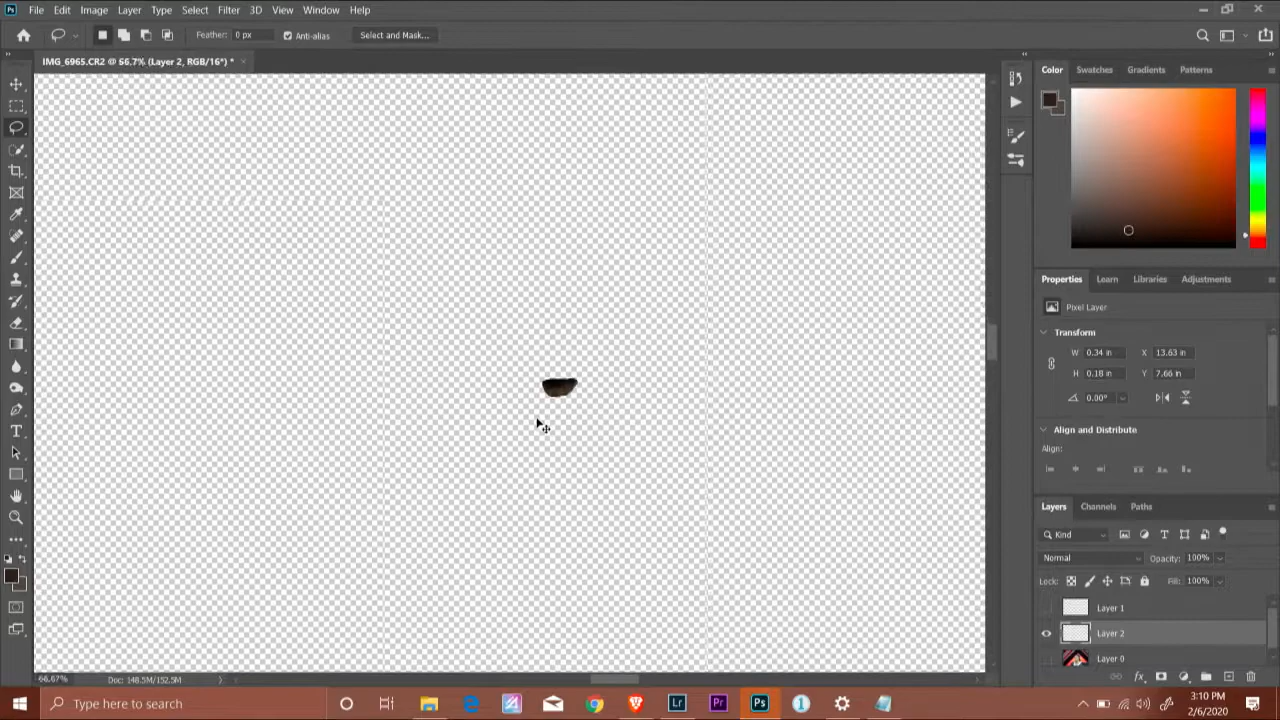 Ps File Edit Image Layer Type Select Filter 3D View Window Help
Feather: 0 px Anti-alias Select and Mask...
IMG_6965.CR2 @ 66.7% (Layer 2, RGB/16*) *
Color Swatches Gradients Patterns
Properties Learn Libraries Adjustments
Pixel Layer
Transform
W 0.34 in X 13.63 in
H 0.18 in Y 7.66 in
0.00°
Align and Distribute
Align:
Layers Channels Paths
Kind
Normal Opacity: 100%
Lock: Fill: 100%
Layer 1
Layer 2
Layer 0
66.67% Doc: 148.5M/152.5M
Type here to search
Lr Pr Ps
3:10 PM
2/6/2020